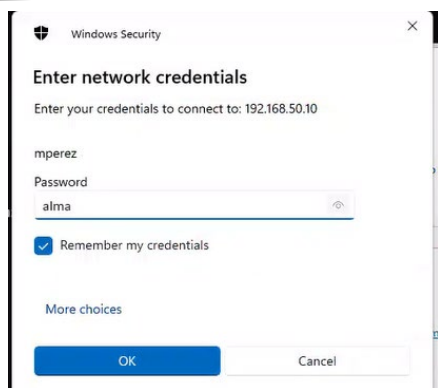 Windows Security
Enter network credentials
Enter your credentials to connect to: 192.168.50.10
mperez
Password
alma
Remember my credentials
More choices
OK Cancel